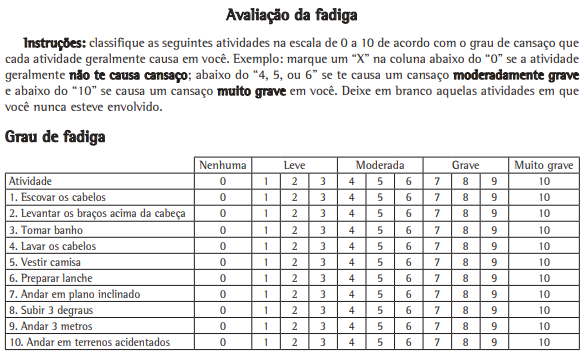 Avaliação da fadiga
Instruções: classifique as seguintes atividades na escala de 0 a 10 de acordo com o grau de cansaço que
cada atividade geralmente causa em você. Exemplo: marque um “X” na coluna abaixo do “0” se a atividade
geralmente não te causa cansaço; abaixo do “4, 5, ou 6” se te causa um cansaço moderadamente grave
e abaixo do “10” se causa um cansaço muito grave em você. Deixe em branco aquelas atividades em que
você nunca esteve envolvido.
Grau de fadiga
Nenhuma Leve Moderada Grave Muito grave
Atividade 0 1 2 3 4 5 6 7 8 9 10
1. Escovar os cabelos 0 1 2 3 4 5 6 7 8 9 10
2. Levantar os braços acima da cabeça 0 1 2 3 4 5 6 7 8 9 10
3. Tomar banho 0 1 2 3 4 5 6 7 8 9 10
4. Lavar os cabelos 0 1 2 3 4 5 6 7 8 9 10
5. Vestir camisa 0 1 2 3 4 5 6 7 8 9 10
6. Preparar lanche 0 1 2 3 4 5 6 7 8 9 10
7. Andar em plano inclinado 0 1 2 3 4 5 6 7 8 9 10
8. Subir 3 degraus 0 1 2 3 4 5 6 7 8 9 10
9. Andar 3 metros 0 1 2 3 4 5 6 7 8 9 10
10. Andar em terrenos acidentados 0 1 2 3 4 5 6 7 8 9 10